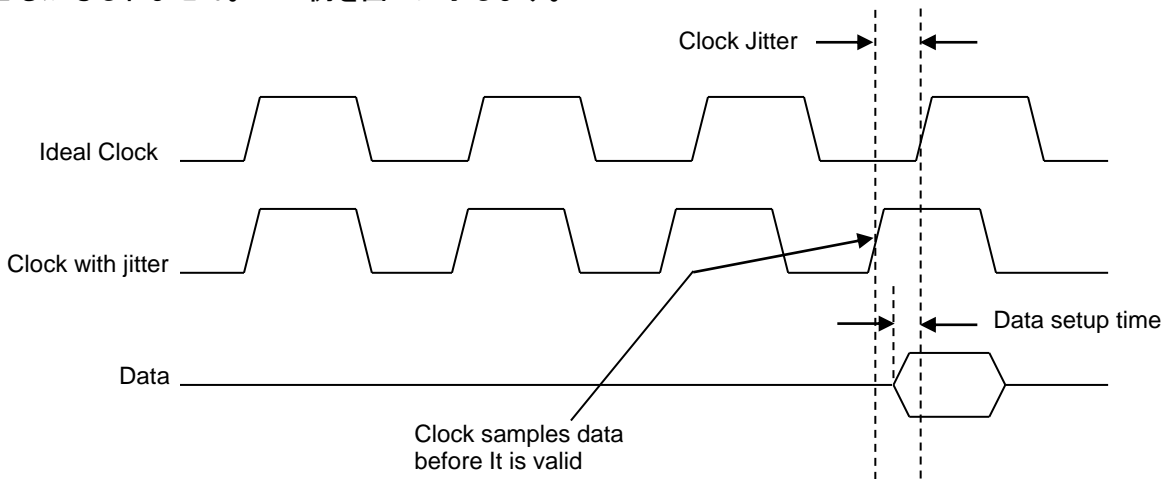 Clock Jitter
Ideal Clock
Clock with jitter
Data setup time
Data
Clock samples data
before It is valid